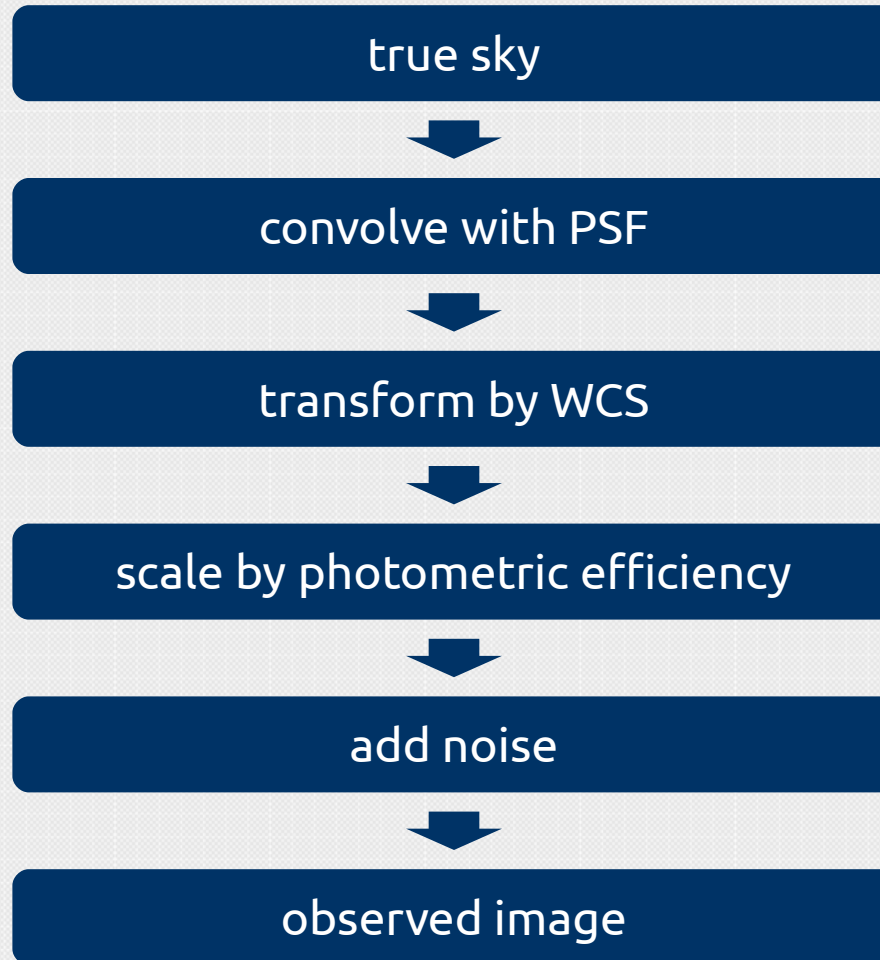 true sky
convolve with PSF
transform by WCS
scale by photometric efficiency
add noise
observed image